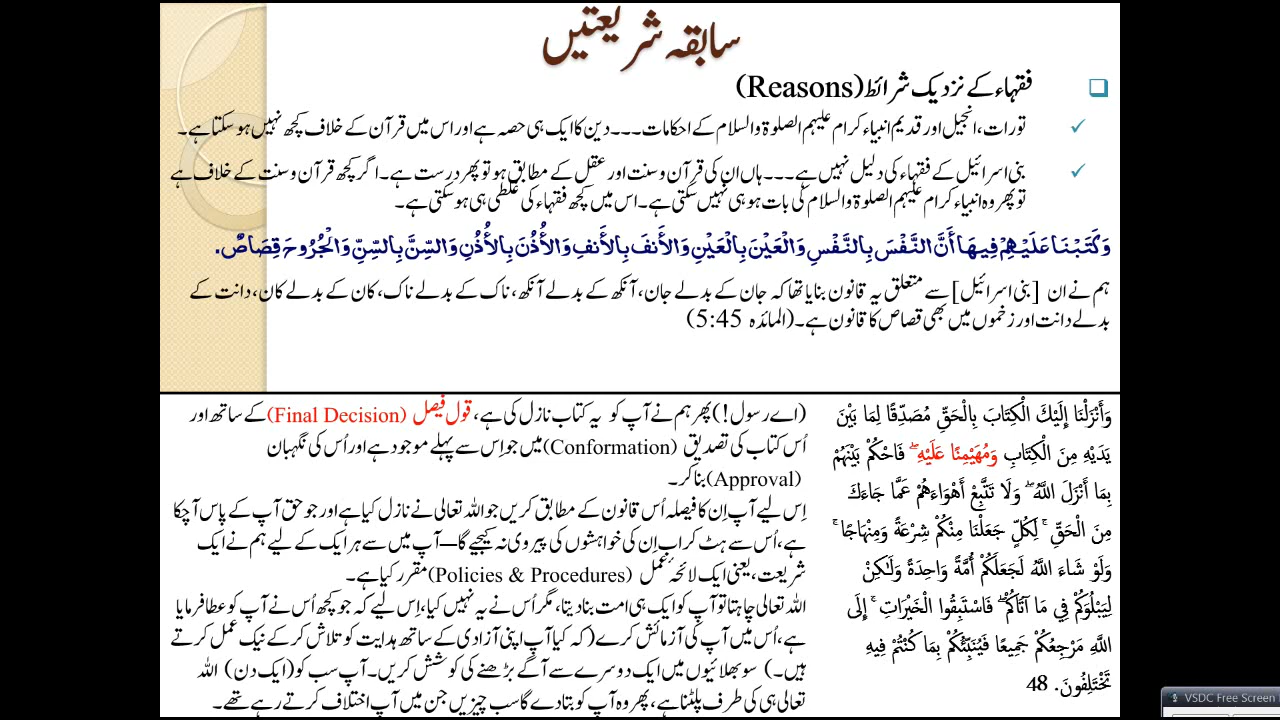 سابقہ شریعتیں
فقہاء کے نزدیک شرائط (Reasons)
تورات، انجیل اور قدیم انبیاء کرام علیہم الصلوۃ والسلام کے احکامات۔۔۔ دین کا ایک ہی حصہ ہے اور اس میں قرآن کے خلاف کچھ نہیں ہو سکتا ہے۔
بنی اسرائیل کے فقہاء کی دلیل نہیں ہے۔۔۔ ہاں ان کی قرآن و سنت اور عقل کے مطابق ہو تو پھر درست ہے۔ اگر کچھ قرآن و سنت کے خلاف ہے
تو پھر وہ انبیاء کرام علیہم الصلوۃ والسلام کی بات ہو ہی نہیں سکتی ہے۔ اس میں کچھ فقہاء کی غلطی ہی ہو سکتی ہے۔
وَكَتَبْنَا عَلَيْهِمْ فِيهَا أَنَّ النَّفْسَ بِالنَّفْسِ وَالْعَيْنَ بِالْعَيْنِ وَالْأَنفَ بِالْأَنفِ وَالْأُذُنَ بِالْأُذُنِ وَالسِّنَّ بِالسِّنِّ وَالْجُرُوحَ قِصَاصٌ.
ہم نے ان [بنی اسرائیل] سے متعلق یہ قانون بنایا تھا کہ جان کے بدلے جان، آنکھ کے بدلے آنکھ، ناک کے بدلے ناک، کان کے بدلے کان، دانت کے
بدلے دانت اور زخموں میں بھی قصاص کا قانون ہے۔ (المائدہ 5:45)
وَأَنْزَلْنَا إِلَيْكَ الْكِتَابَ بِالْحَقِّ مُصَدِّقًا لِمَا بَيْنَ
يَدَيْهِ مِنَ الْكِتَابِ وَمُهَيْمِنًا عَلَيْهِ ۖ فَاحْكُمْ بَيْنَهُمْ
بِمَا أَنْزَلَ اللَّهُ ۖ وَلَا تَتَّبِعْ أَهْوَاءَهُمْ عَمَّا جَاءَكَ
مِنَ الْحَقِّ ۚ لِكُلٍّ جَعَلْنَا مِنْكُمْ شِرْعَةً وَمِنْهَاجًا ۚ
وَلَوْ شَاءَ اللَّهُ لَجَعَلَكُمْ أُمَّةً وَاحِدَةً وَلَٰكِنْ
لِيَبْلُوَكُمْ فِي مَا آتَاكُمْ ۖ فَاسْتَبِقُوا الْخَيْرَاتِ ۚ إِلَى
اللَّهِ مَرْجِعُكُمْ جَمِيعًا فَيُنَبِّئُكُمْ بِمَا كُنْتُمْ فِيهِ
تَخْتَلِفُونَ. 48
(اے رسول!) پھر ہم نے آپ کو یہ کتاب نازل کی ہے، قول فیصل (Final Decision) کے ساتھ اور
اُس کتاب کی تصدیق (Conformation) میں جو اِس سے پہلے موجود ہے اور اُس کی نگہبان
(Approval) بنا کر۔
اِس لیے آپ اِن کا فیصلہ اُس قانون کے مطابق کریں جو اللہ تعالی نے نازل کیا ہے اور جو حق آپ کے پاس آ چکا
ہے، اُس سے ہٹ کر اب اِن کی خواہشوں کی پیروی نہ کیجیے گا—آپ میں سے ہر ایک کے لیے ہم نے ایک
شریعت، یعنی ایک لائحہ عمل (Policies & Procedures) مقرر کیا ہے۔
اللہ تعالی چاہتا تو آپ کو ایک ہی امت بنا دیتا، مگر اُس نے یہ نہیں کیا، اِس لیے کہ جو کچھ اُس نے آپ کو عطا فرمایا
ہے، اُس میں آپ کی آزمائش کرے (کہ کیا آپ اپنی آزادی کے ساتھ ہدایت کو تلاش کر کے نیک عمل کرتے
ہیں۔) سو بھلائیوں میں ایک دوسرے سے آگے بڑھنے کی کوشش کریں۔ آپ سب کو (ایک دن) اللہ
تعالی ہی کی طرف پلٹنا ہے، پھر وہ آپ کو بتا دے گا سب چیزیں جن میں آپ اختلاف کرتے رہے تھے۔
VSDC Free Screen